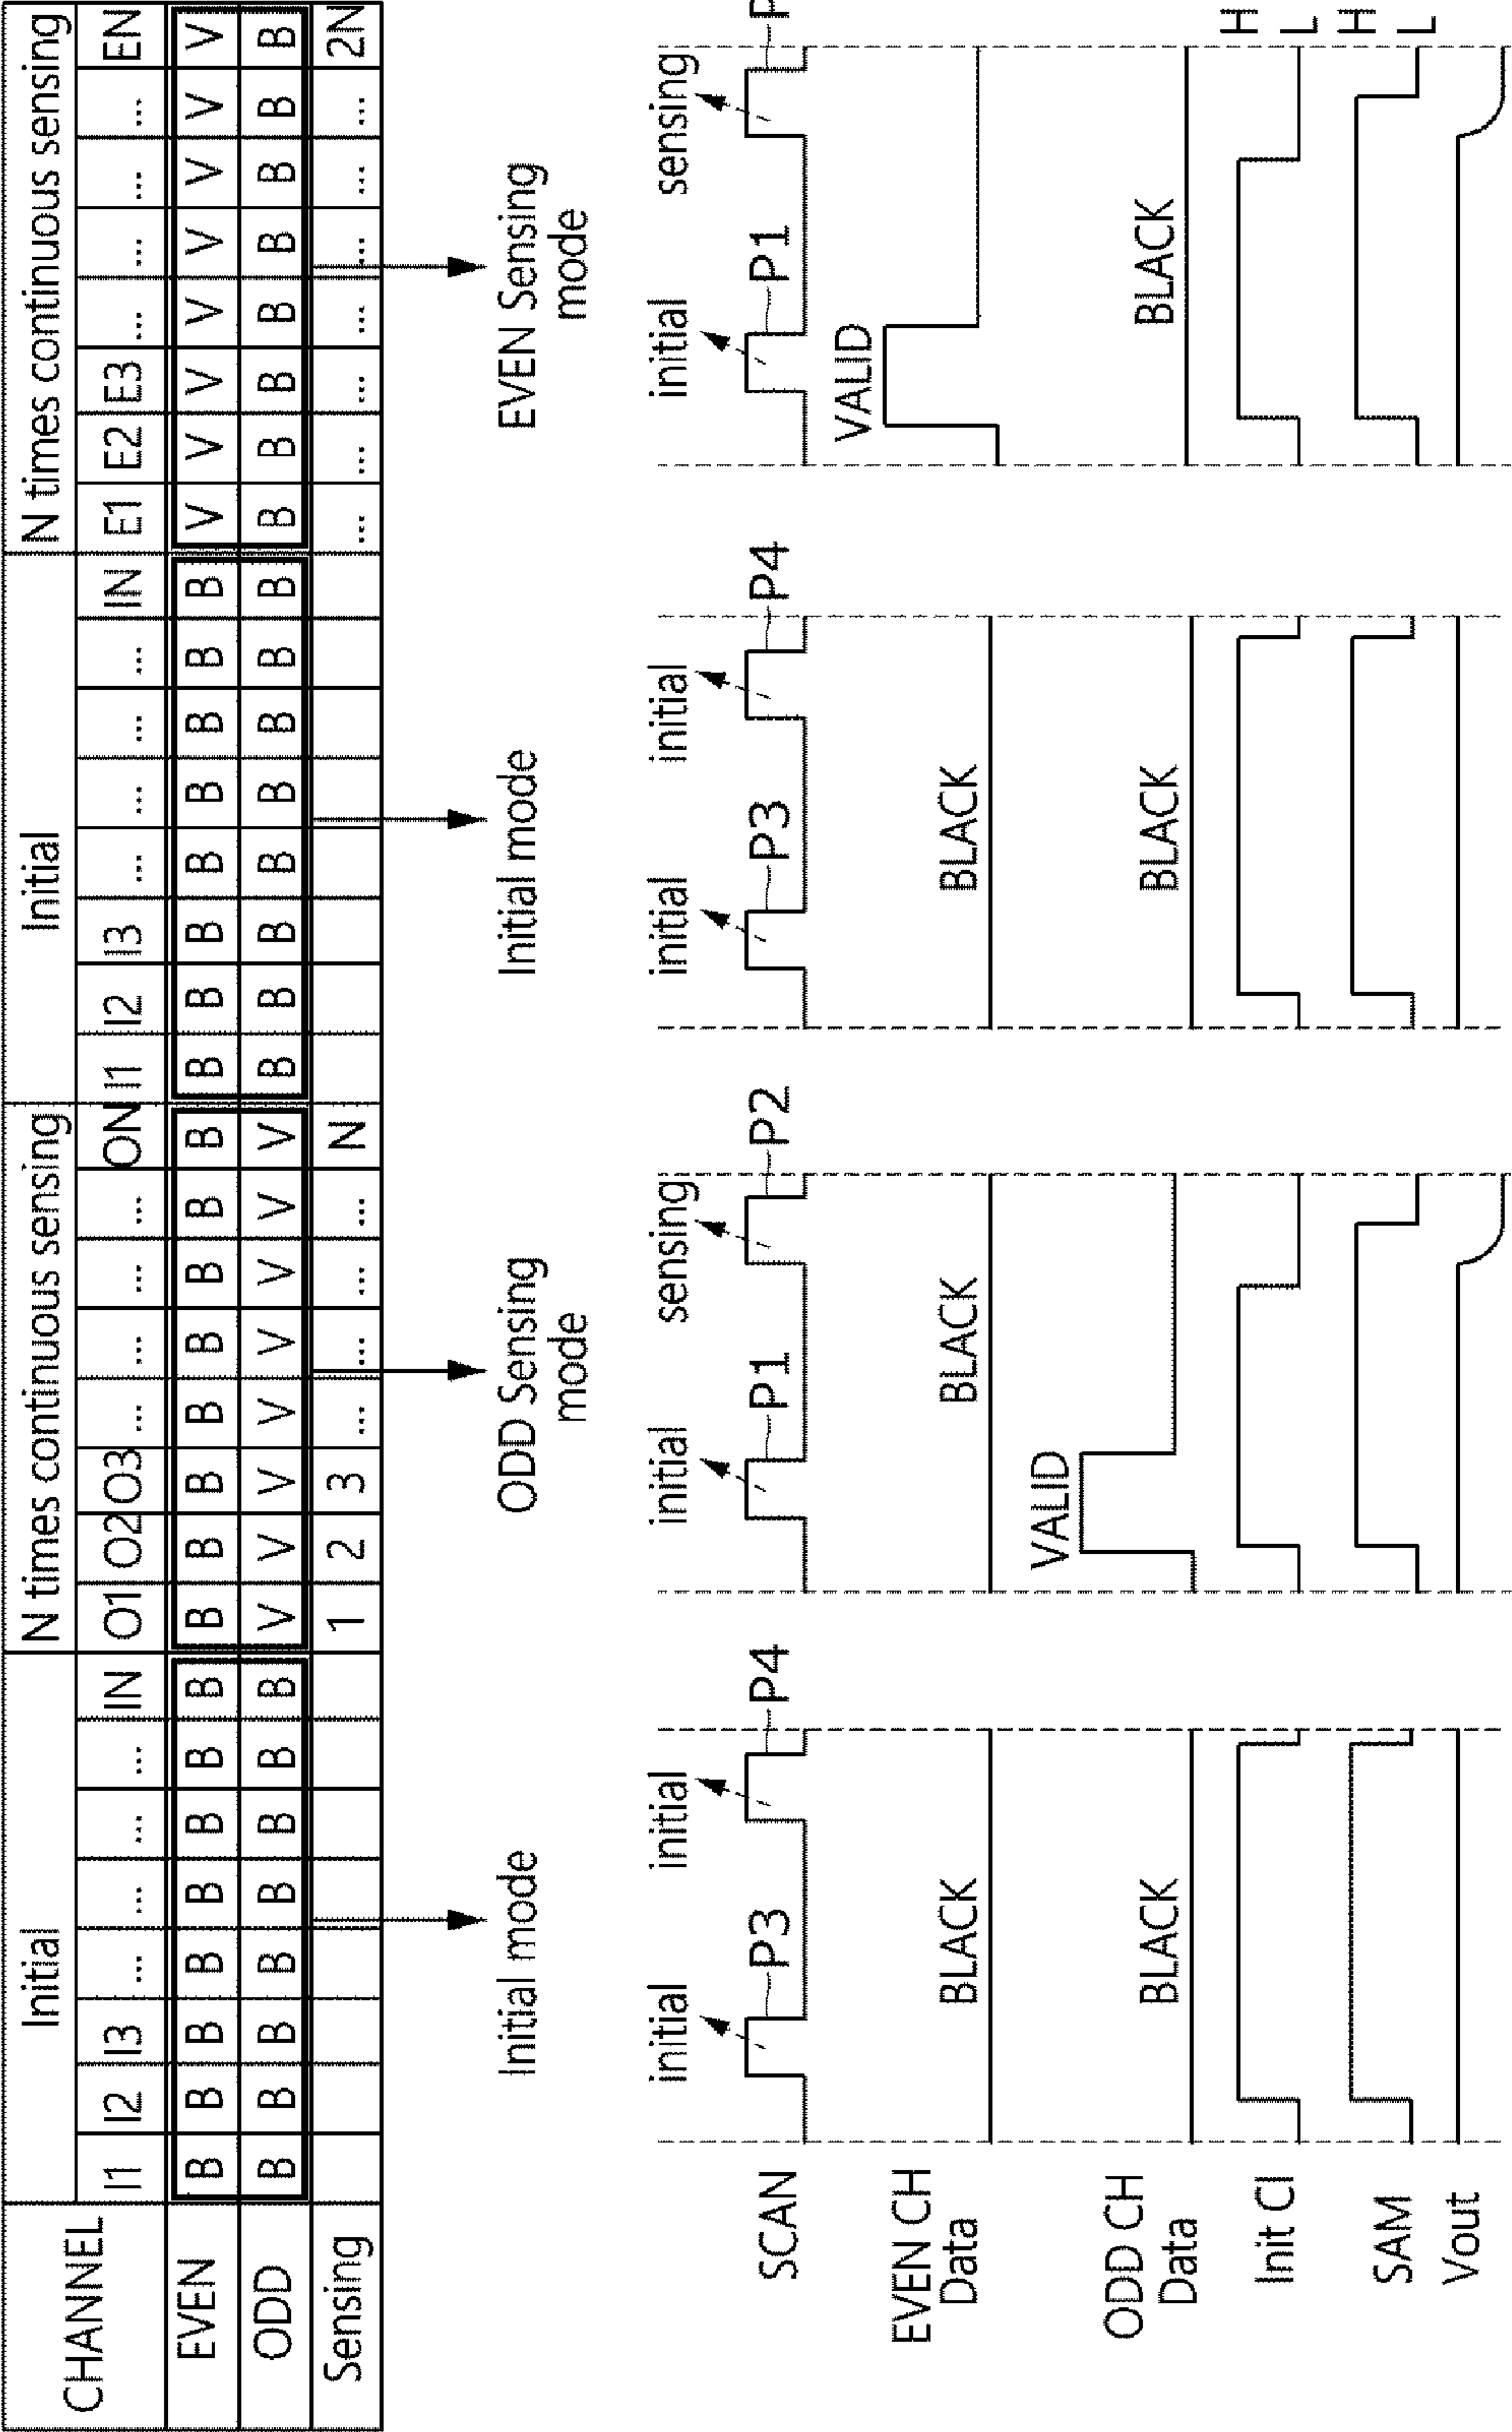 CHANNEL Initial N times continuous sensing Initial N times continuous sensing
I1 I2 I3 ... ... ... ... IN O1 O2 O3 ... ... ... ... ON I1 I2 I3 ... ... ... ... IN E1 E2 E3 ... ... ... ... EN
EVEN B B B B B B B B B B B B B B B B B B B B B B B B V V V V V V V V
ODD B B B B B B B B V V V V V V V V B B B B B B B B B B B B B B B B
Sensing 1 2 3 ... ... ... ... N ... ... ... ... ... ... ... 2N
Initial mode
ODD Sensing
mode
Initial mode
EVEN Sensing
mode
initial initial initial sensing initial initial initial sensing
SCAN P3 P4 P1 P2 P3 P4 P1
EVEN CH
Data
BLACK BLACK BLACK VALID
ODD CH
Data
BLACK VALID BLACK BLACK
Init CI H
L
SAM H
L
Vout